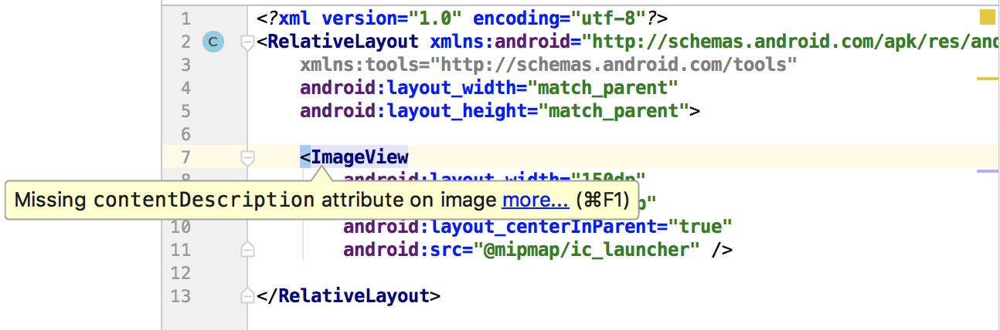 1 <?xml version="1.0" encoding="utf-8"?>
2 C <RelativeLayout xmlns:android="http://schemas.android.com/apk/res/and
3 xmlns:tools="http://schemas.android.com/tools"
4 android:layout_width="match_parent"
5 android:layout_height="match_parent">
6
7 <ImageView
8 android:layout_width="150dp"
Missing contentDescription attribute on image more... (⌘F1)
10 android:layout_centerInParent="true"
11 android:src="@mipmap/ic_launcher" />
12
13 </RelativeLayout>